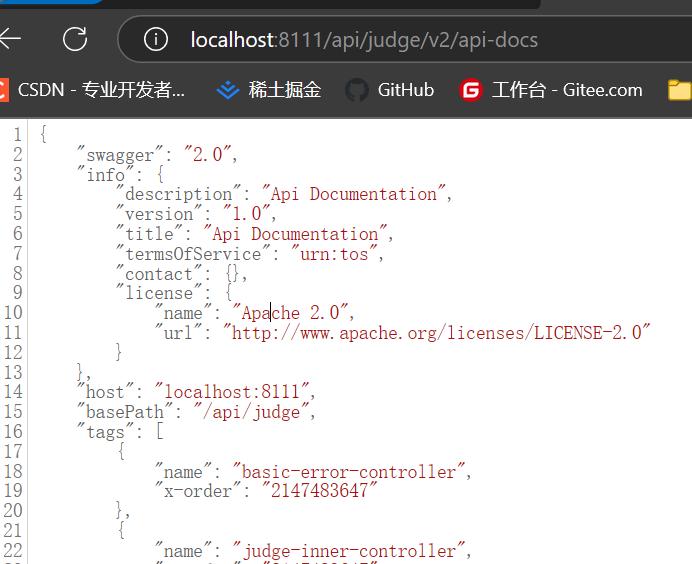 localhost:8111/api/judge/v2/api-docs
CSDN - 专业开发者... 稀土掘金 GitHub 工作台 - Gitee.com
1 {
2 "swagger": "2.0",
3 "info": {
4 "description": "Api Documentation",
5 "version": "1.0",
6 "title": "Api Documentation",
7 "termsOfService": "urn:tos",
8 "contact": {},
9 "license": {
10 "name": "Apache 2.0",
11 "url": "http://www.apache.org/licenses/LICENSE-2.0"
12 }
13 },
14 "host": "localhost:8111",
15 "basePath": "/api/judge",
16 "tags": [
17 {
18 "name": "basic-error-controller",
19 "x-order": "2147483647"
20 },
21 {
22 "name": "judge-inner-controller",